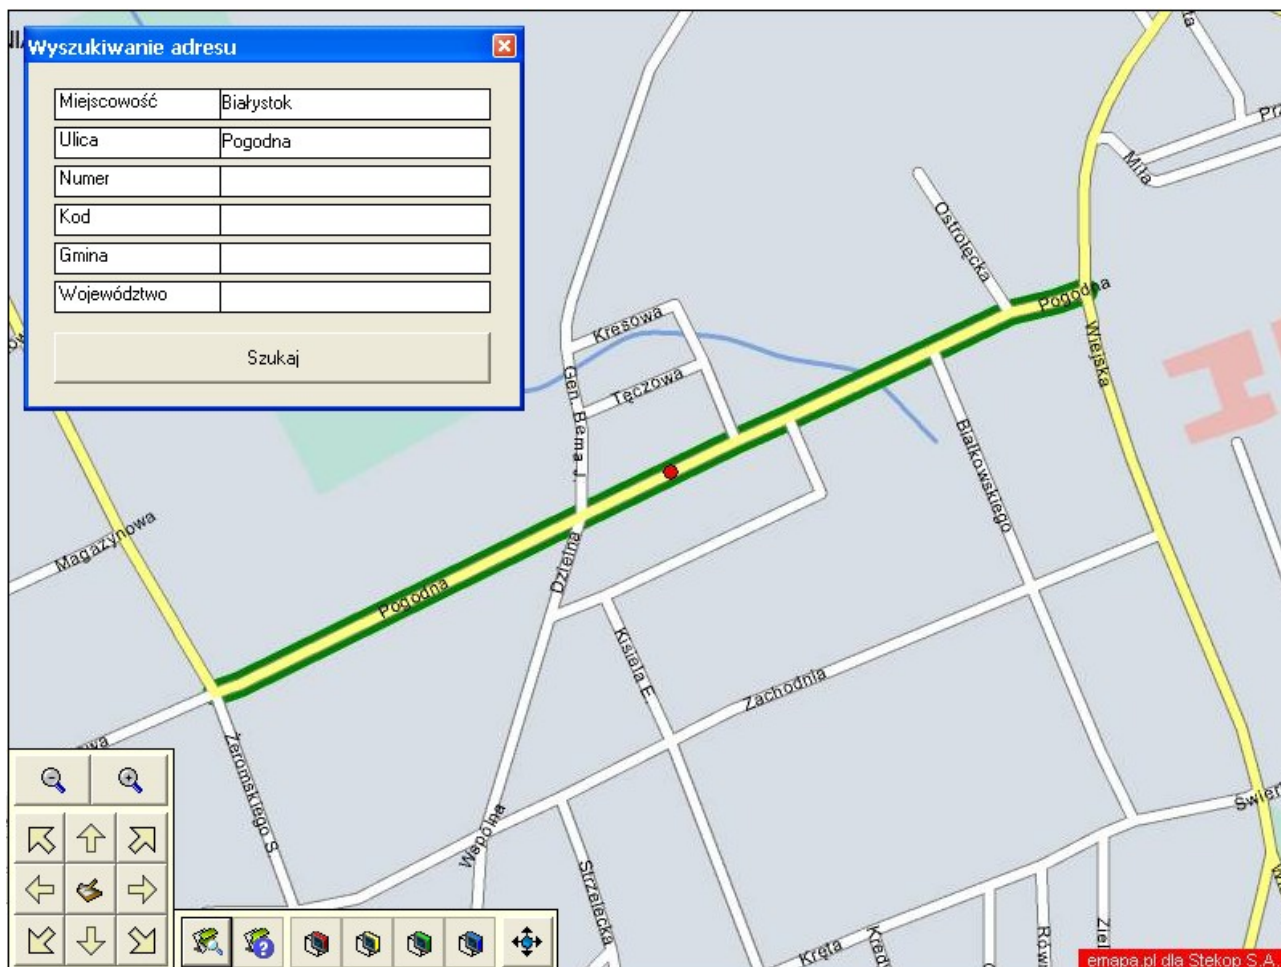 Wyszukiwanie adresu
Miejscowość Białystok
Ulica Pogodna
Numer
Kod
Gmina
Województwo
Szukaj
Miła
Ostrołęcka
Pogodna
Kresowa
Wiejska
Tęczowa
Gen. Bema J.
Białkowskiego
Magazynowa
Dzielna
Pogodna
Kisiela E.
Zachodnia
Żeromskiego S.
Wspólna
Strzelecka
Kręta
emapa.pl dla Stekop S.A.